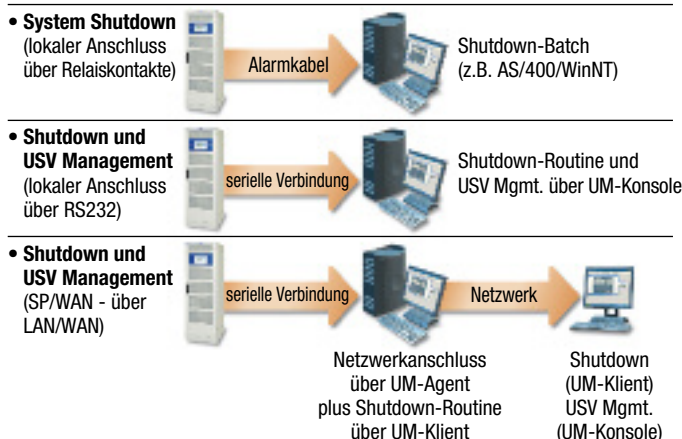 • System Shutdown
(lokaler Anschluss
über Relaiskontakte)
Alarmkabel
Shutdown-Batch
(z.B. AS/400/WinNT)
• Shutdown und
USV Management
(lokaler Anschluss
über RS232)
serielle Verbindung
Shutdown-Routine und
USV Mgmt. über UM-Konsole
• Shutdown und
USV Management
(SP/WAN - über
LAN/WAN)
serielle Verbindung
Netzwerk
Netzwerkanschluss
über UM-Agent
plus Shutdown-Routine
über UM-Klient
Shutdown
(UM-Klient)
USV Mgmt.
(UM-Konsole)